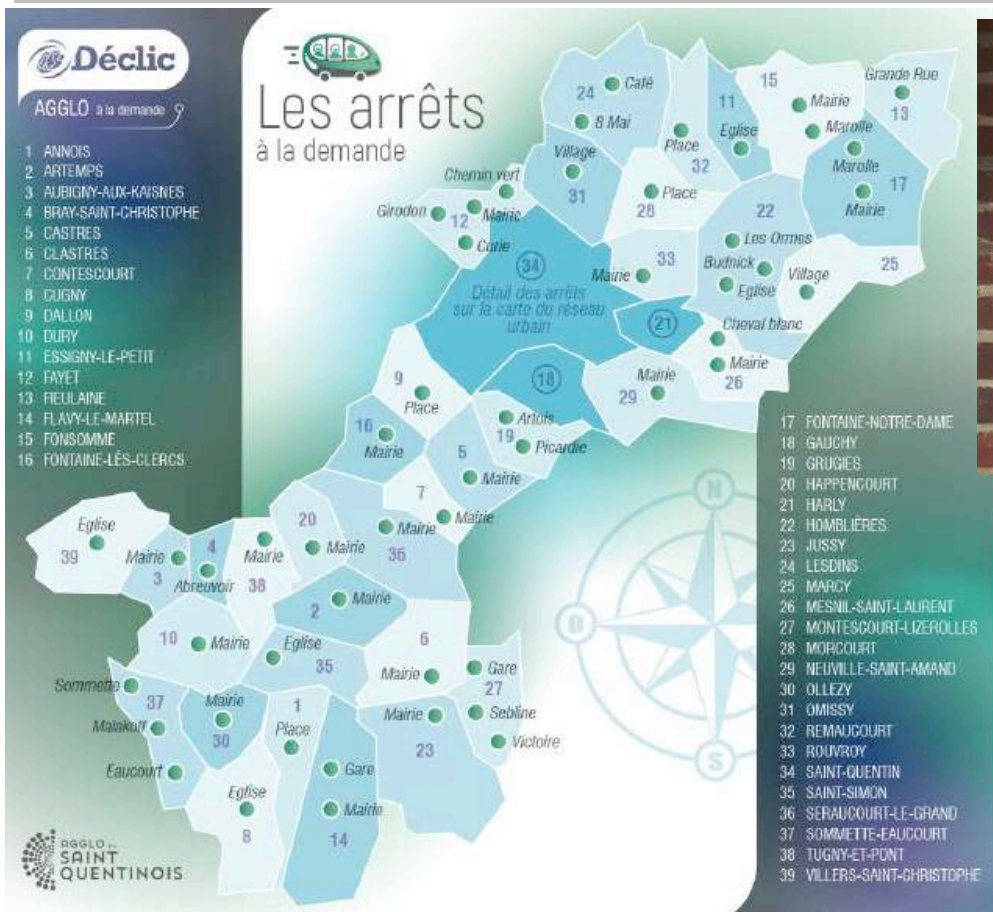 Déclic
AGGLO à la demande
1 ANNOIS
2 ARTEMPS
3 AUBIGNY-AUX-KAISNES
4 BRAY-SAINT-CHRISTOPHE
5 CASTRES
6 CLASTRES
7 CONTESCOURT
8 CUGNY
9 DALLON
10 DURY
11 ESSIGNY-LE-PETIT
12 FAYET
13 FIEULAINE
14 FLAVY-LE-MARTEL
15 FONSOMME
16 FONTAINE-LÈS-CLERCS
Les arrêts
à la demande
24
Café
8 Mai
Village
31
Place
32
11
Eglise
15
Mairie
Marolle
Grande Rue
13
Marolle
17
Mairie
Chemin vert
Girodon
12
Mairie
Curie
Place
28
22
Les Ormes
Budnick
Eglise
25
Village
34
Détail des arrêts
sur la carte du réseau
urbain
33
Mairie
21
Cheval blanc
Mairie
26
18
Mairie
29
9
Place
Artois
19
Picardie
16
Mairie
5
Mairie
7
Mairie
Eglise
39
Mairie
3
4
Abreuvoir
Mairie
38
20
Mairie
Mairie
36
2
Mairie
10
Mairie
Eglise
35
6
Mairie
Gare
27
Sebline
Victoire
Sommette
37
Malakoff
Eaucourt
Mairie
30
1
Place
Mairie
23
Gare
Mairie
14
Eglise
8
N
O
S
17 FONTAINE-NOTRE-DAME
18 GAUCHY
19 GRUGIES
20 HAPPENCOURT
21 HARLY
22 HOMBLIÈRES
23 JUSSY
24 LESDINS
25 MARCY
26 MESNIL-SAINT-LAURENT
27 MONTESCOURT-LIZEROLLES
28 MORCOURT
29 NEUVILLE-SAINT-AMAND
30 OLLEZY
31 OMISSY
32 REMAUCOURT
33 ROUVROY
34 SAINT-QUENTIN
35 SAINT-SIMON
36 SERAUCOURT-LE-GRAND
37 SOMMETTE-EAUCOURT
38 TUGNY-ET-PONT
39 VILLERS-SAINT-CHRISTOPHE
AGGLO DU
SAINT
QUENTINOIS